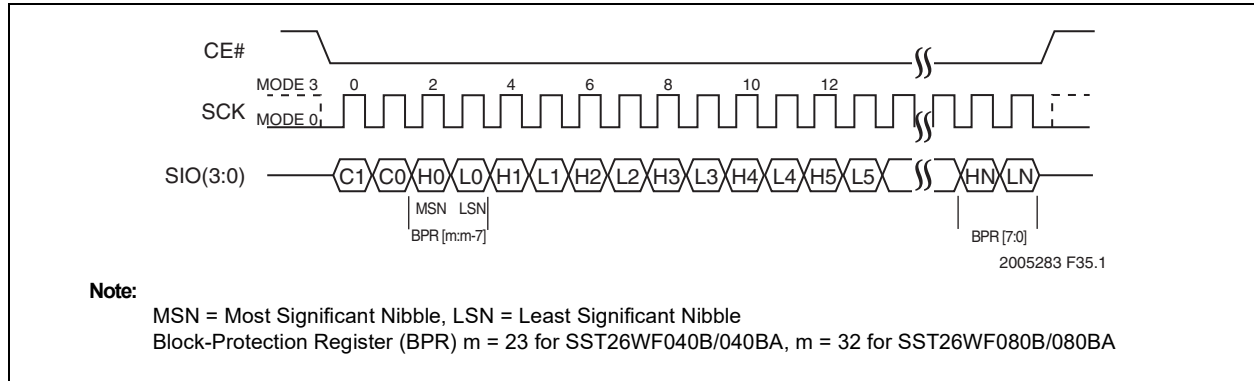 CE#
MODE 3 0 2 4 6 8 10 12
SCK
MODE 0
SIO(3:0) C1 C0 H0 L0 H1 L1 H2 L2 H3 L3 H4 L4 H5 L5 HN LN
MSN LSN
BPR [m:m-7] BPR [7:0]
2005283 F35.1
Note:
MSN = Most Significant Nibble, LSN = Least Significant Nibble
Block-Protection Register (BPR) m = 23 for SST26WF040B/040BA, m = 32 for SST26WF080B/080BA